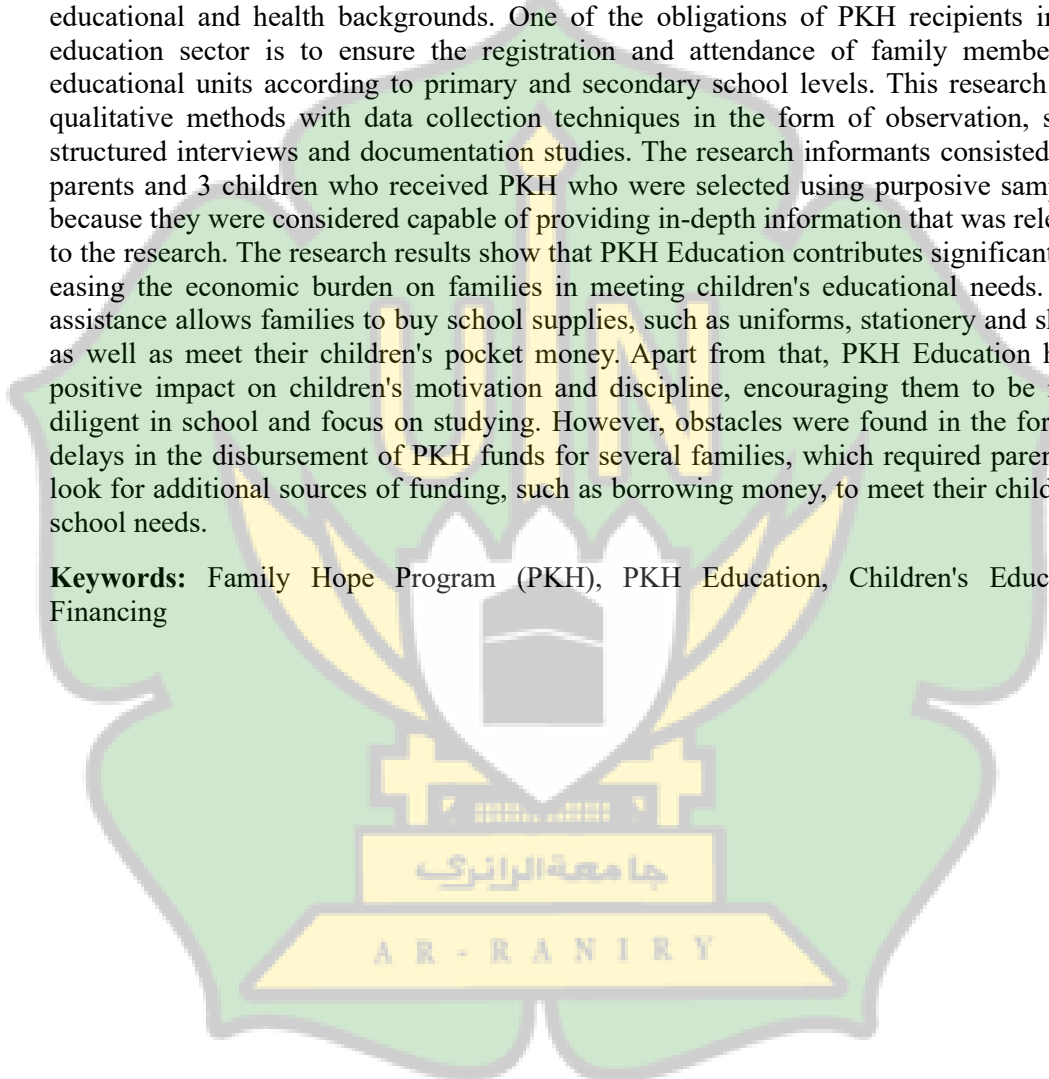 educational and health backgrounds. One of the obligations of PKH recipients in
education sector is to ensure the registration and attendance of family membe
educational units according to primary and secondary school levels. This research
qualitative methods with data collection techniques in the form of observation, s
structured interviews and documentation studies. The research informants consisted
parents and 3 children who received PKH who were selected using purposive samp
because they were considered capable of providing in-depth information that was rele
to the research. The research results show that PKH Education contributes significant
easing the economic burden on families in meeting children's educational needs.
assistance allows families to buy school supplies, such as uniforms, stationery and sl
as well as meet their children's pocket money. Apart from that, PKH Education h
positive impact on children's motivation and discipline, encouraging them to be
diligent in school and focus on studying. However, obstacles were found in the for
delays in the disbursement of PKH funds for several families, which required paren
look for additional sources of funding, such as borrowing money, to meet their child
school needs.
Keywords: Family Hope Program (PKH), PKH Education, Children's Educ
Financing
UIN
جامعة الرانري
AR-RANIRY